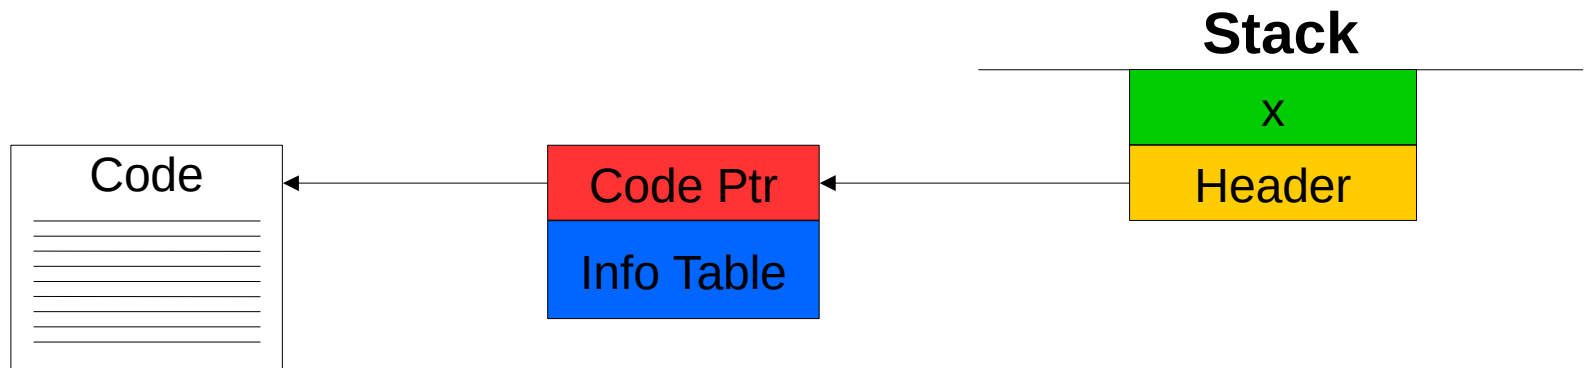 Stack
x
Code
Code Ptr
Header
Info Table